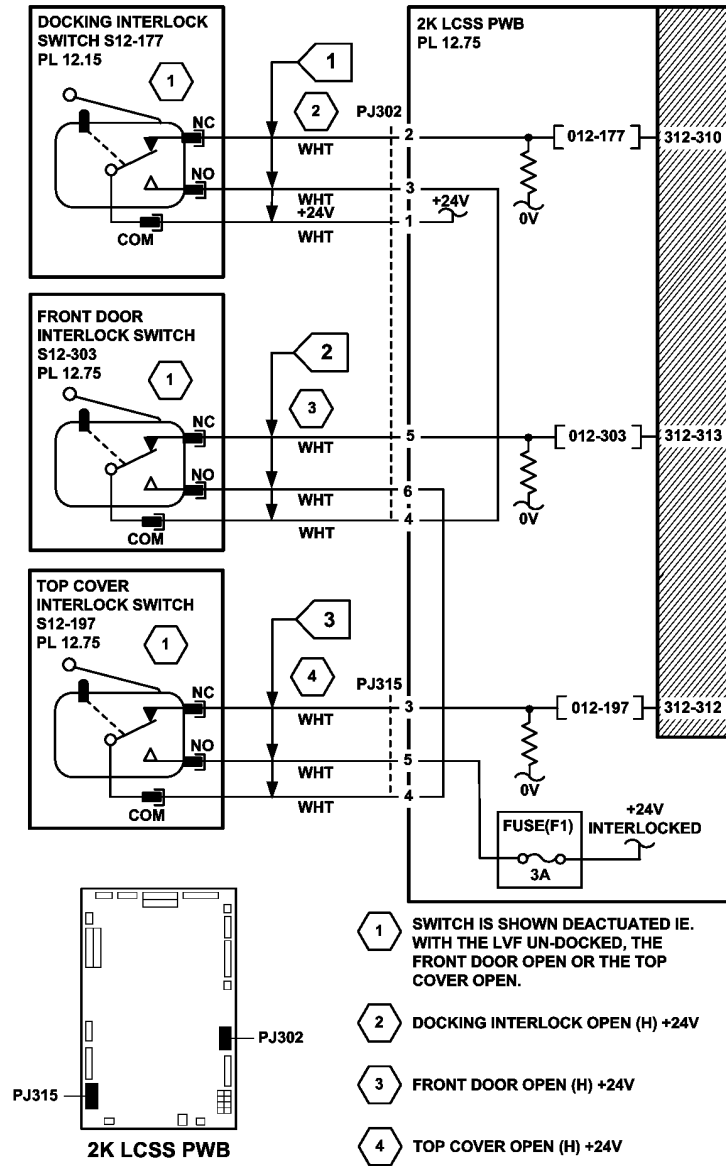 DOCKING INTERLOCK
SWITCH S12-177
PL 12.15
1
NC
NO
COM
1
2
WHT
WHT
+24V
WHT
PJ302
2
3
1
2K LCSS PWB
PL 12.75
+24V
0V
012-177
312-310
FRONT DOOR
INTERLOCK SWITCH
S12-303
PL 12.75
1
NC
NO
COM
2
3
WHT
WHT
WHT
5
6
4
0V
012-303
312-313
TOP COVER
INTERLOCK SWITCH
S12-197
PL 12.75
1
NC
NO
COM
3
4
WHT
WHT
WHT
PJ315
3
5
4
0V
012-197
312-312
FUSE(F1)
3A
+24V
INTERLOCKED
PJ302
PJ315
2K LCSS PWB
1
SWITCH IS SHOWN DEACTUATED IE.
WITH THE LVF UN-DOCKED, THE
FRONT DOOR OPEN OR THE TOP
COVER OPEN.
2 DOCKING INTERLOCK OPEN (H) +24V
3 FRONT DOOR OPEN (H) +24V
4 TOP COVER OPEN (H) +24V